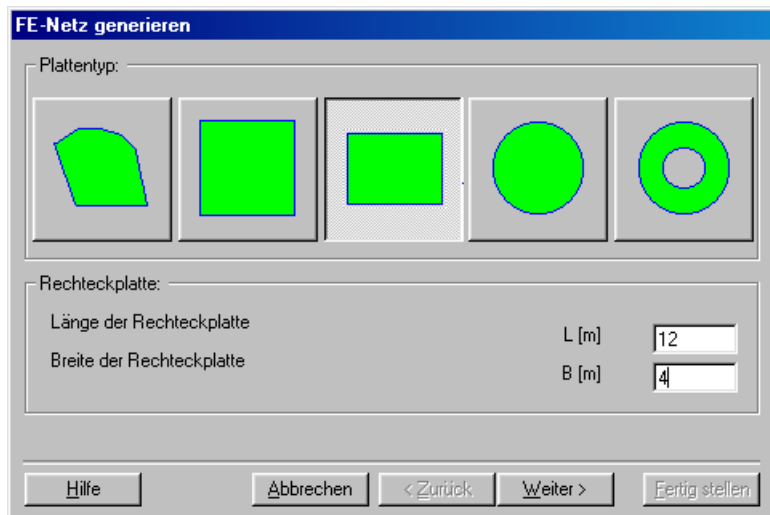 FE-Netz generieren
Plattentyp:
Rechteckplatte:
Länge der Rechteckplatte L [m] 12
Breite der Rechteckplatte B [m] 4
Hilfe Abbrechen < Zurück Weiter > Fertig stellen